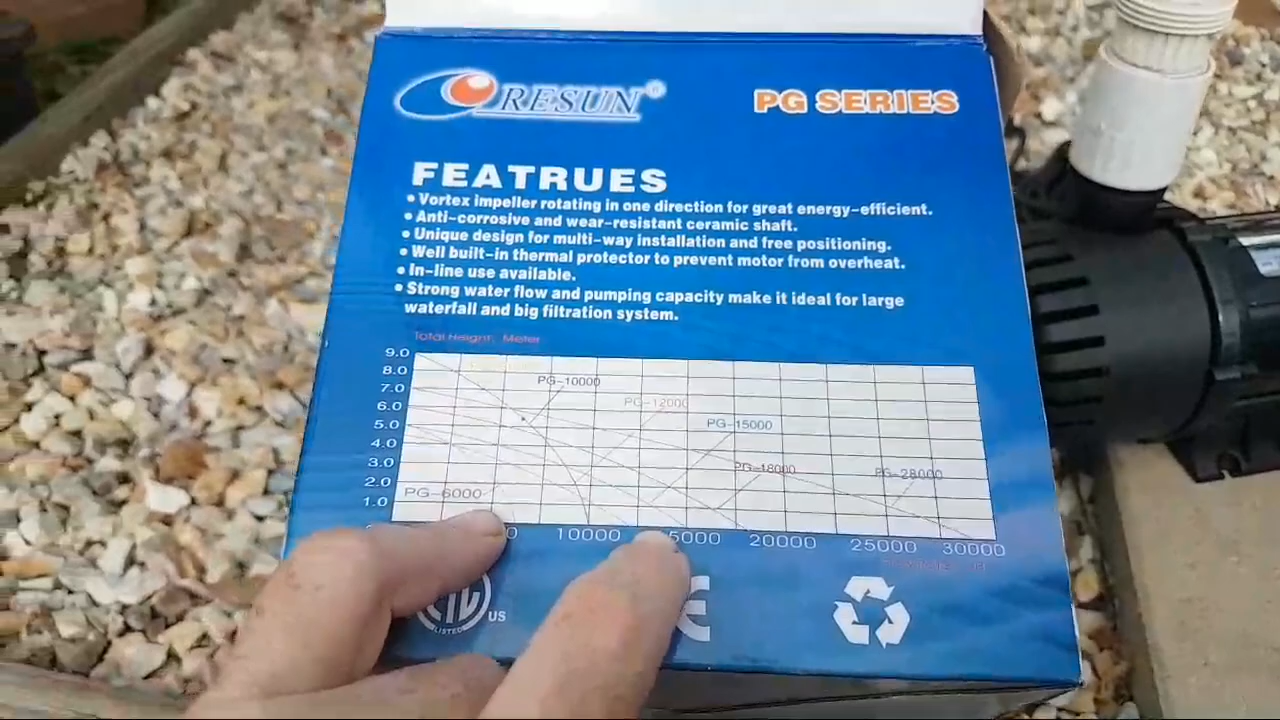 RESUN®
PG SERIES
FEATRUES
• Vortex impeller rotating in one direction for great energy-efficient.
• Anti-corrosive and wear-resistant ceramic shaft.
• Unique design for multi-way installation and free positioning.
• Well built-in thermal protector to prevent motor from overheat.
• In-line use available.
• Strong water flow and pumping capacity make it ideal for large
waterfall and big filtration system.
Total Height: Meter
9.0
8.0
7.0
6.0
5.0
4.0
3.0
2.0
1.0
PG-10000
PG-12000
PG-15000
PG-18000
PG-28000
PG-6000
10000
20000
25000
30000
LISTED
US